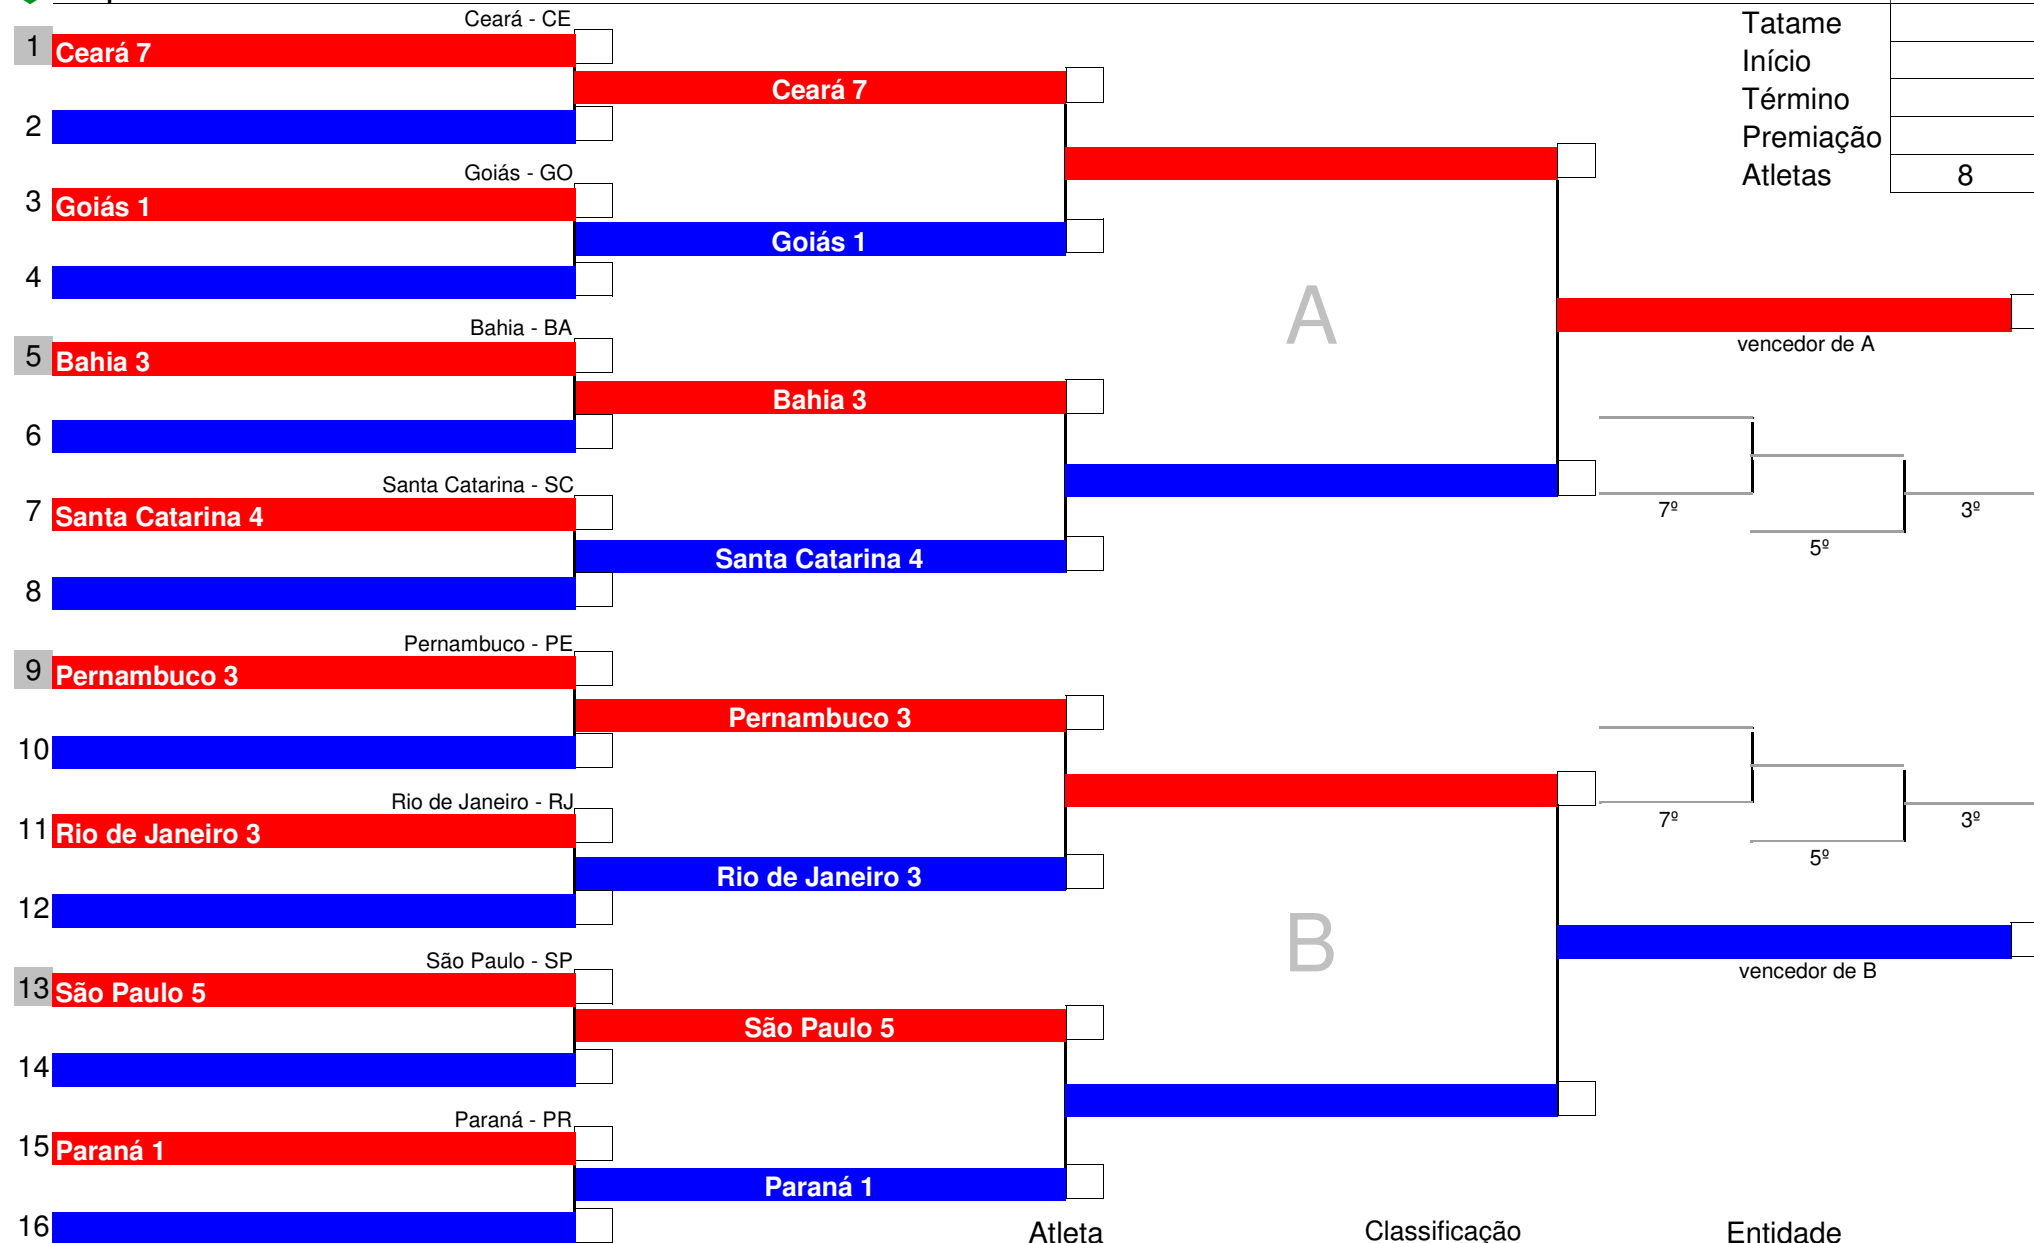 Tatame
Início
Término
Premiação
Atletas 8
Ceará - CE
1 Ceará 7
Ceará 7
2
Goiás - GO
3 Goiás 1
Goiás 1
4
A
Bahia - BA
vencedor de A
5 Bahia 3
Bahia 3
6
Santa Catarina - SC
7 Santa Catarina 4
7º 3º
5º
Santa Catarina 4
8
Pernambuco - PE
9 Pernambuco 3
Pernambuco 3
10
Rio de Janeiro - RJ
11 Rio de Janeiro 3
7º 3º
5º
Rio de Janeiro 3
12
B
São Paulo - SP
vencedor de B
13 São Paulo 5
São Paulo 5
14
Paraná - PR
15 Paraná 1
Paraná 1
16
Atleta Classificação Entidade